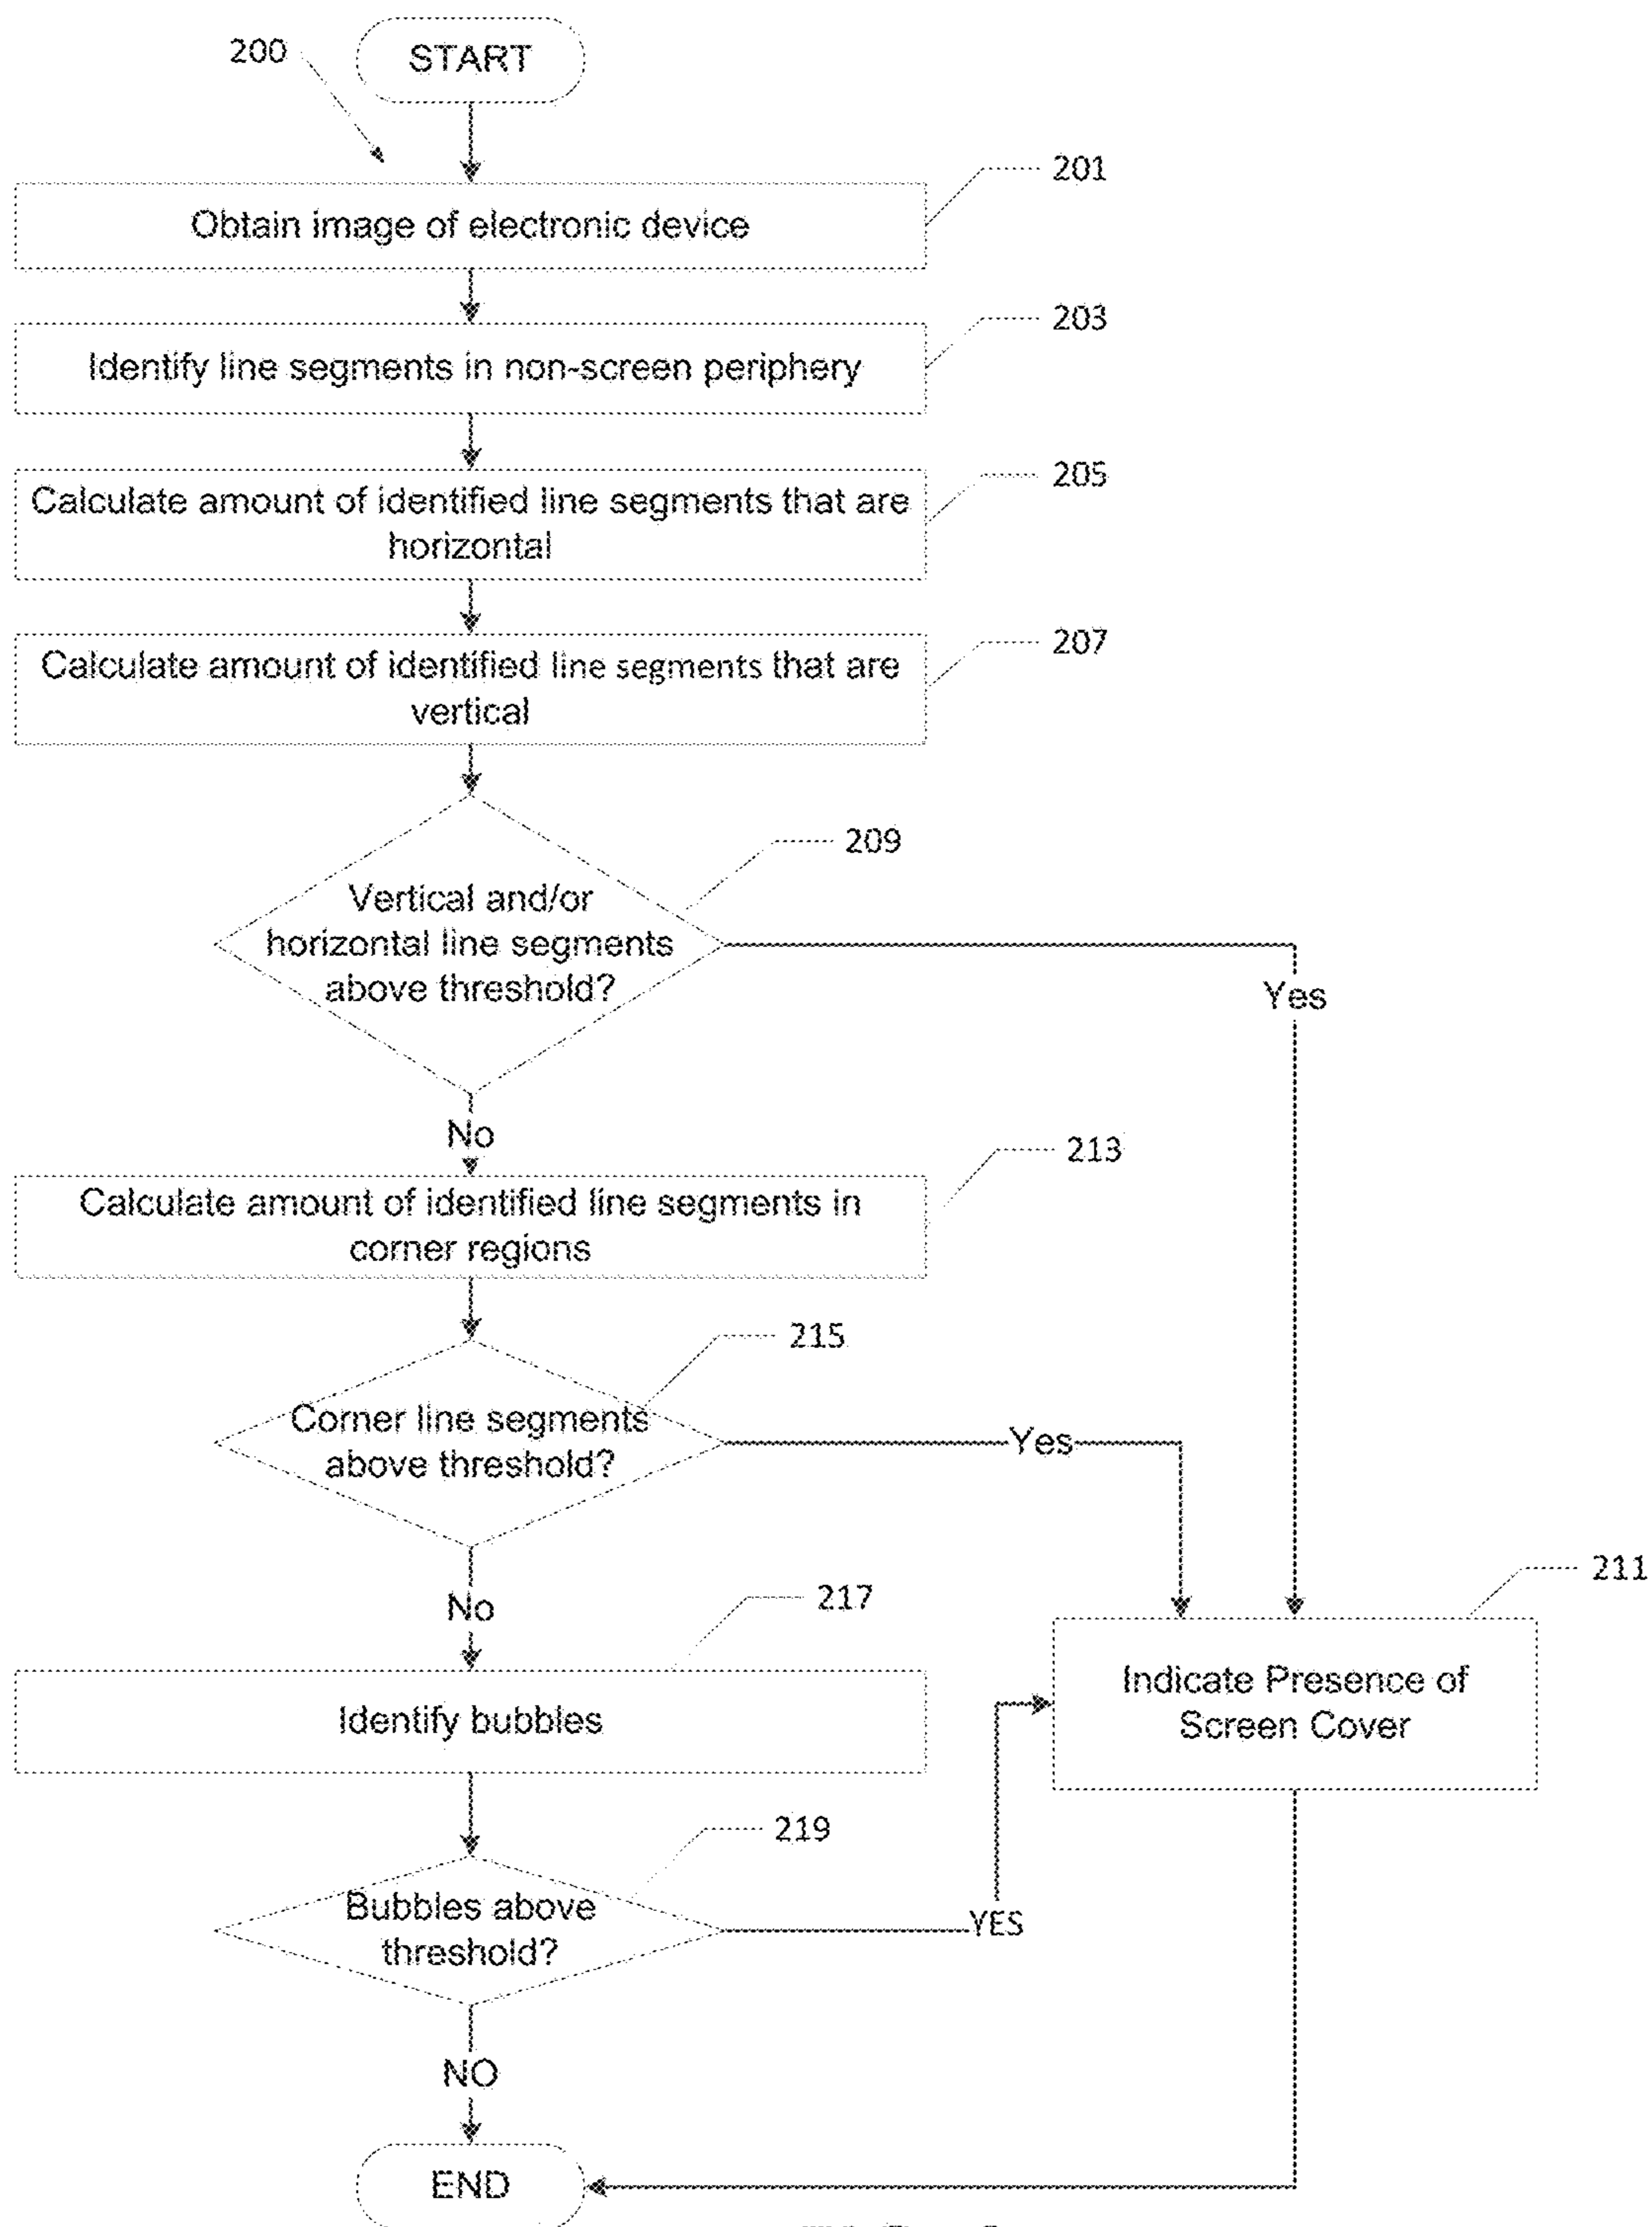 200
START
201
Obtain image of electronic device
203
Identify line segments in non-screen periphery
205
Calculate amount of identified line segments that are
horizontal
207
Calculate amount of identified line segments that are
vertical
209
Vertical and/or
horizontal line segments
above threshold?
Yes
No
213
Calculate amount of identified line segments in
corner regions
215
Corner line segments
above threshold?
Yes
No
217
211
Identify bubbles
Indicate Presence of
Screen Cover
219
Bubbles above
threshold?
YES
NO
END